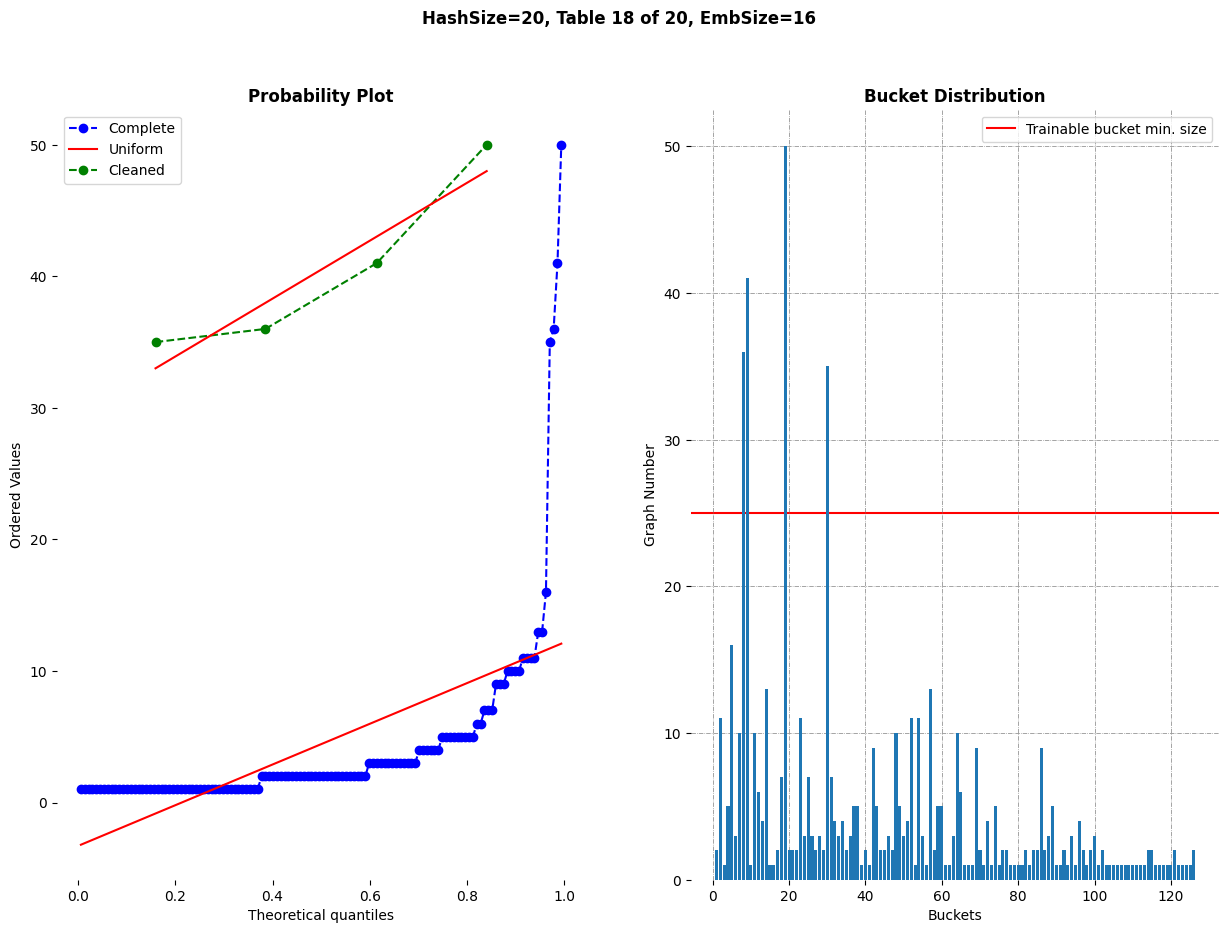 HashSize=20, Table 18 of 20, EmbSize=16
Probability Plot
Complete
Uniform
Cleaned
50
40
30
20
10
0
Ordered Values
0.0 0.2 0.4 0.6 0.8 1.0
Theoretical quantiles
Bucket Distribution
Trainable bucket min. size
50
40
30
20
10
0
Graph Number
0 20 40 60 80 100 120
Buckets